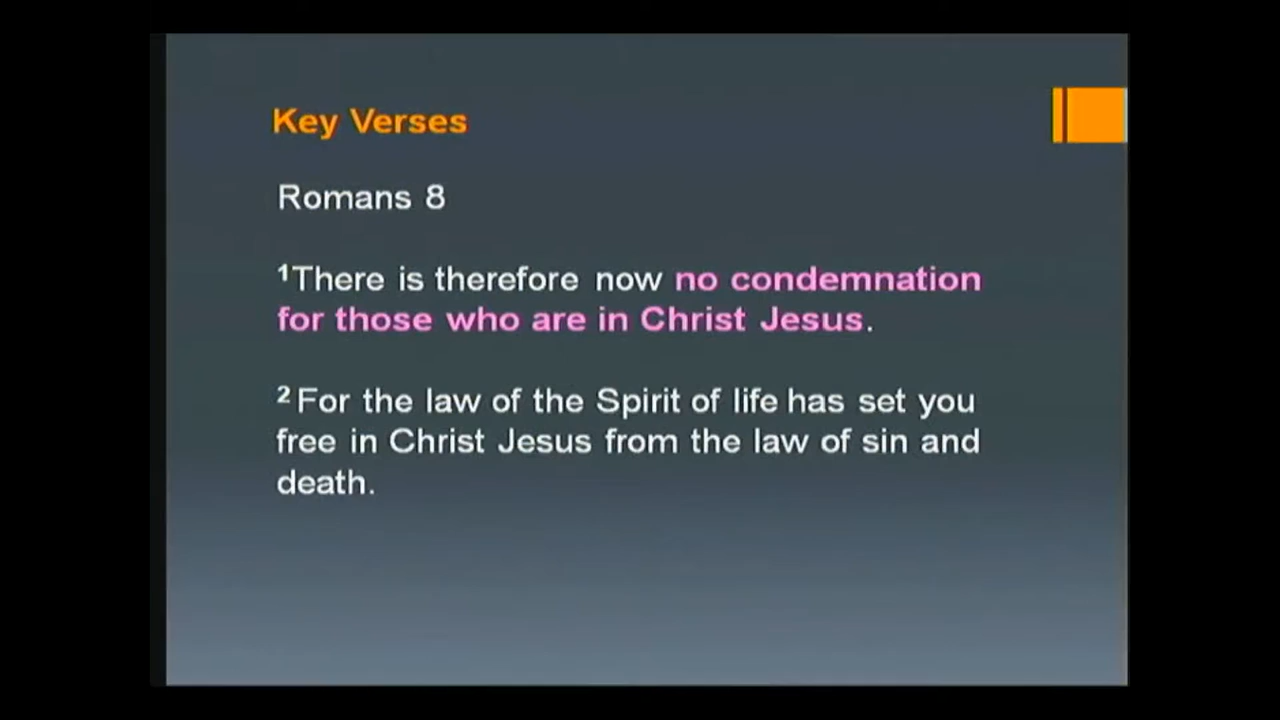 Key Verses
Romans 8
¹There is therefore now no condemnation
for those who are in Christ Jesus.
² For the law of the Spirit of life has set you
free in Christ Jesus from the law of sin and
death.